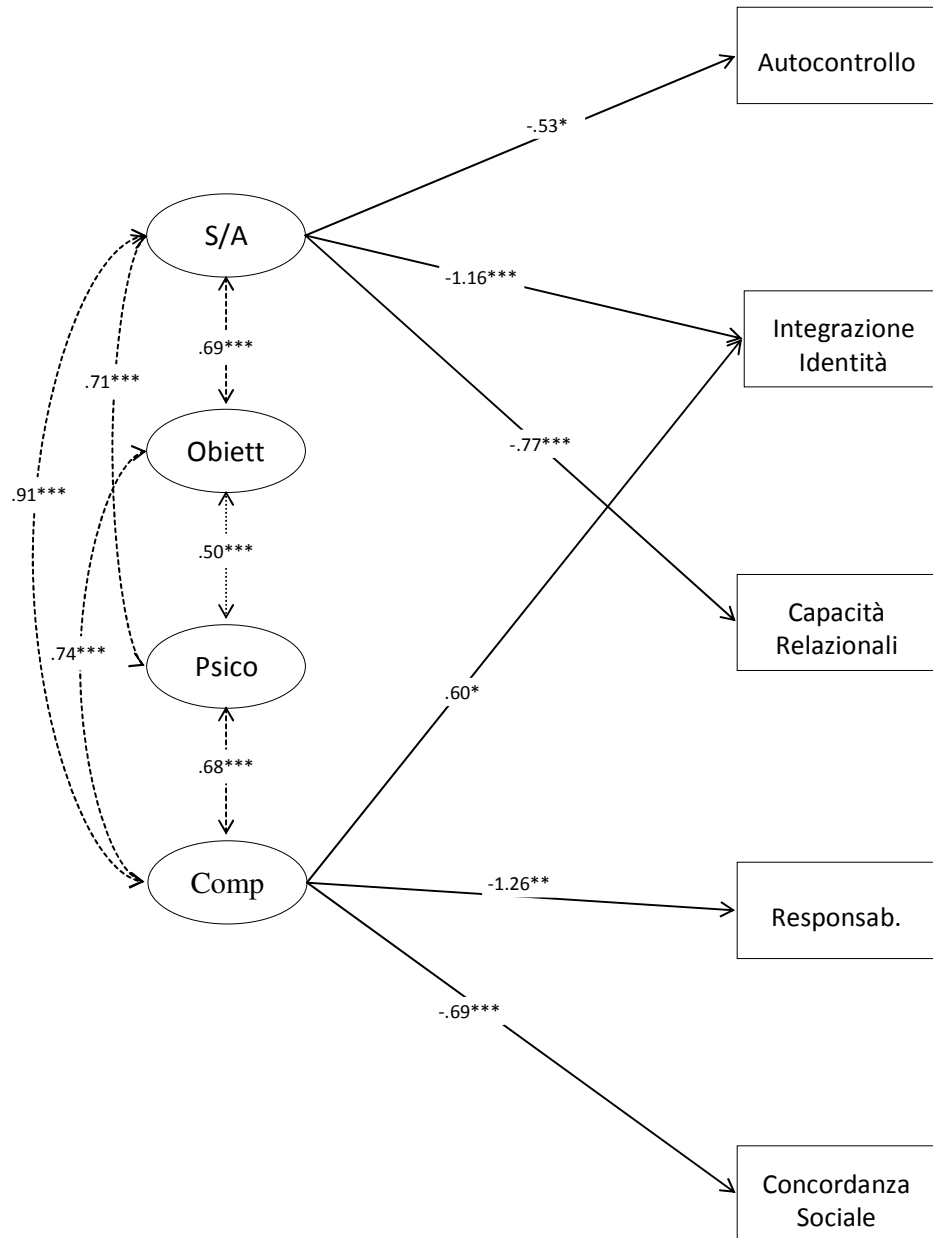 Autocontrollo
-.53*
S/A
-1.16***
Integrazione
Identità
.69***
.71***
-.77***
Obiett
.91***
.50***
Capacità
Relazionali
.74***
Psico
.60*
.68***
Comp
-1.26**
Responsab.
-.69***
Concordanza
Sociale